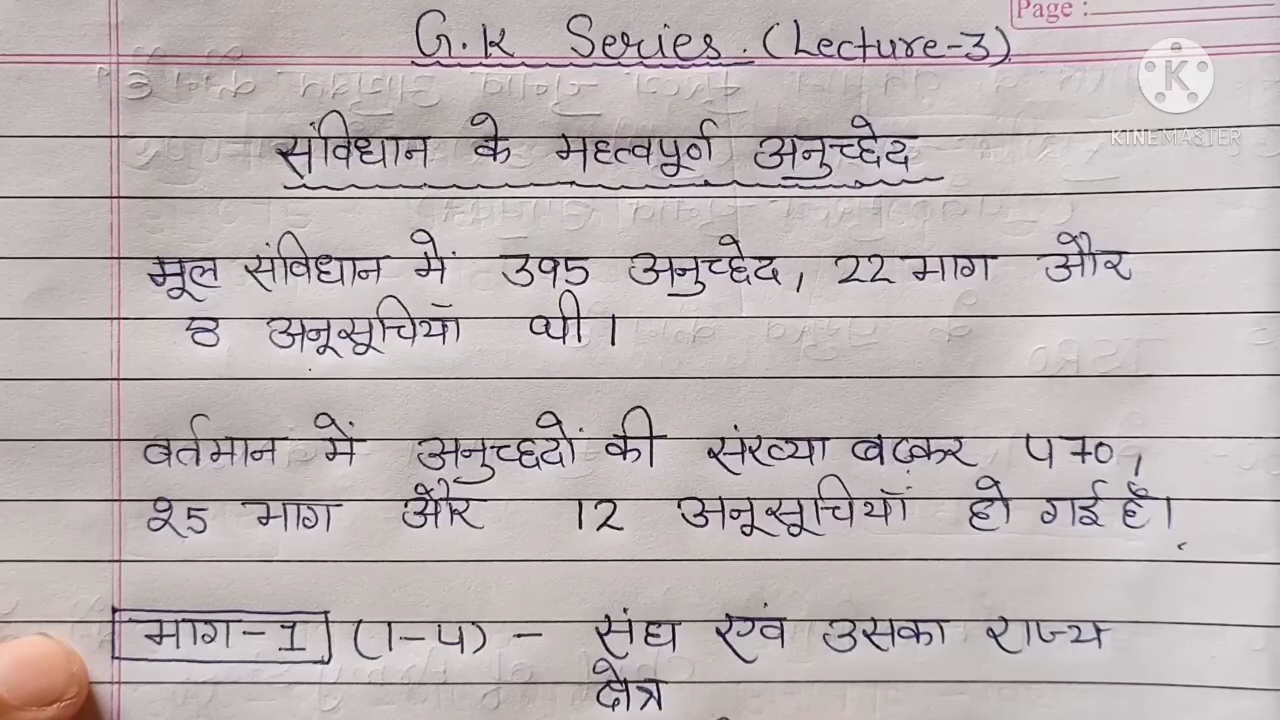 Page :
G.K Series. (Lecture-3)
KINEMASTER
संविधान के महत्वपूर्ण अनुच्छेद
मूल संविधान में 395 अनुच्छेद, 22 भाग और
8 अनूसूचियाँ थी।
वर्तमान में अनुच्छदों की संख्या बढ़कर 470,
25 भाग और 12 अनूसूचियाँ हो गई है।
भाग-1 (1-4) - संघ एवं उसका राज्य
क्षेत्र